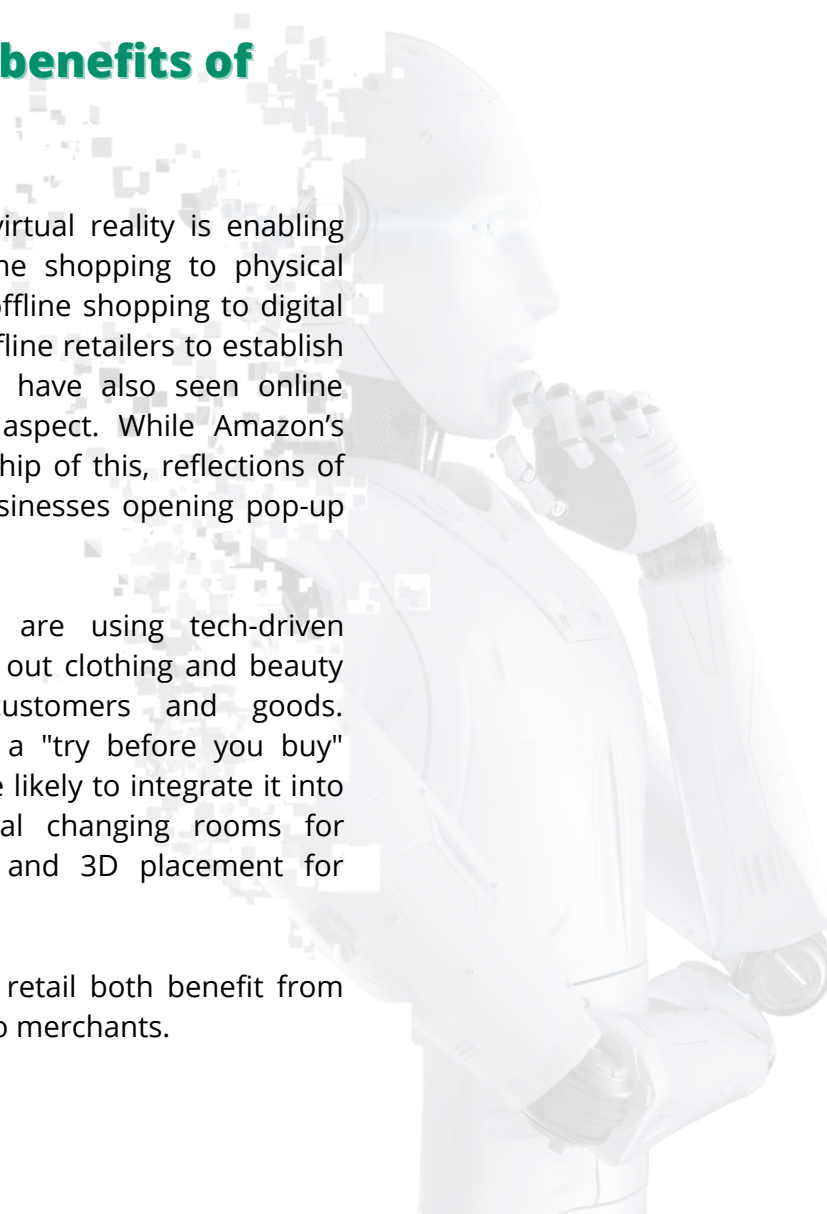 benefits of
virtual reality is enabling
ne shopping to physical
offline shopping to digital
fline retailers to establish
have also seen online
aspect. While Amazon’s
hip of this, reflections of
sinesses opening pop-up
are using tech-driven
out clothing and beauty
customers and goods.
a "try before you buy"
e likely to integrate it into
al changing rooms for
and 3D placement for
retail both benefit from
o merchants.